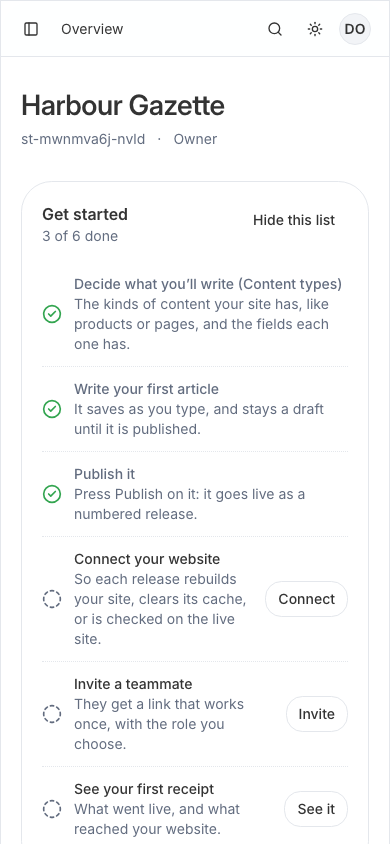 Overview
DO
Harbour Gazette
st-mwnmva6j-nvld · Owner
Get started
Hide this list
3 of 6 done
Decide what you’ll write (Content types)
The kinds of content your site has, like
products or pages, and the fields each
one has.
Write your first article
It saves as you type, and stays a draft
until it is published.
Publish it
Press Publish on it: it goes live as a
numbered release.
Connect your website
So each release rebuilds
your site, clears its cache,
or is checked on the live
site.
Connect
Invite a teammate
They get a link that works
once, with the role you
choose.
Invite
See your first receipt
What went live, and what
reached your website.
See it